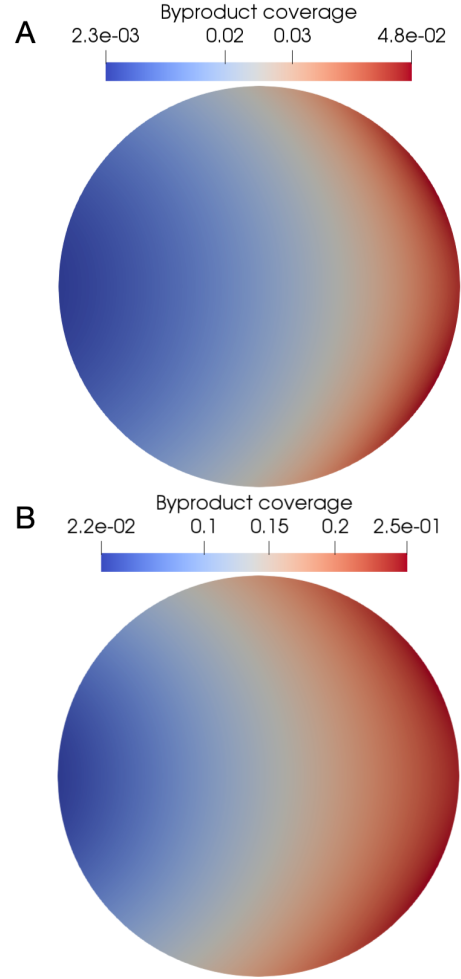 A
Byproduct coverage
2.3e-03 0.02 0.03 4.8e-02
B
Byproduct coverage
2.2e-02 0.1 0.15 0.2 2.5e-01